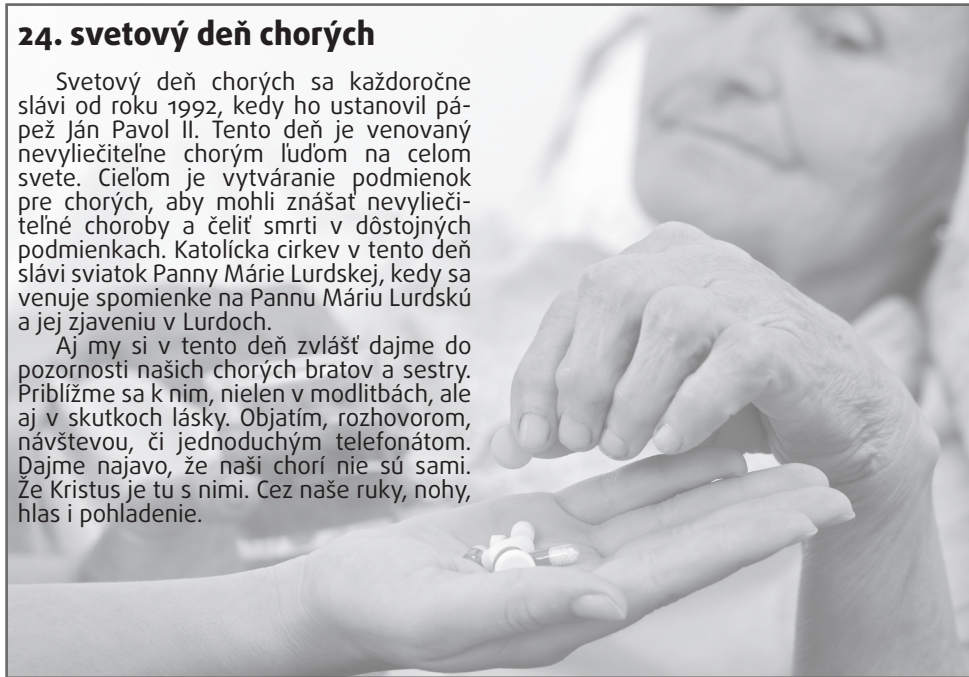 24. svetový deň chorých
Svetový deň chorých sa každoročne
slávi od roku 1992, kedy ho ustanovil pá-
pež Ján Pavol II. Tento deň je venovaný
nevyliečiteľne chorým ľuďom na celom
svete. Cieľom je vytváranie podmienok
pre chorých, aby mohli znášať nevylieči-
teľné choroby a čeliť smrti v dôstojných
podmienkach. Katolícka cirkev v tento deň
slávi sviatok Panny Márie Lurdskej, kedy sa
venuje spomienke na Pannu Máriu Lurdskú
a jej zjaveniu v Lurdoch.
Aj my si v tento deň zvlášť dajme do
pozornosti našich chorých bratov a sestry.
Priblížme sa k nim, nielen v modlitbách, ale
aj v skutkoch lásky. Objatím, rozhovorom,
návštevou, či jednoduchým telefonátom.
Dajme najavo, že naši chorí nie sú sami.
Že Kristus je tu s nimi. Cez naše ruky, nohy,
hlas i pohladenie.